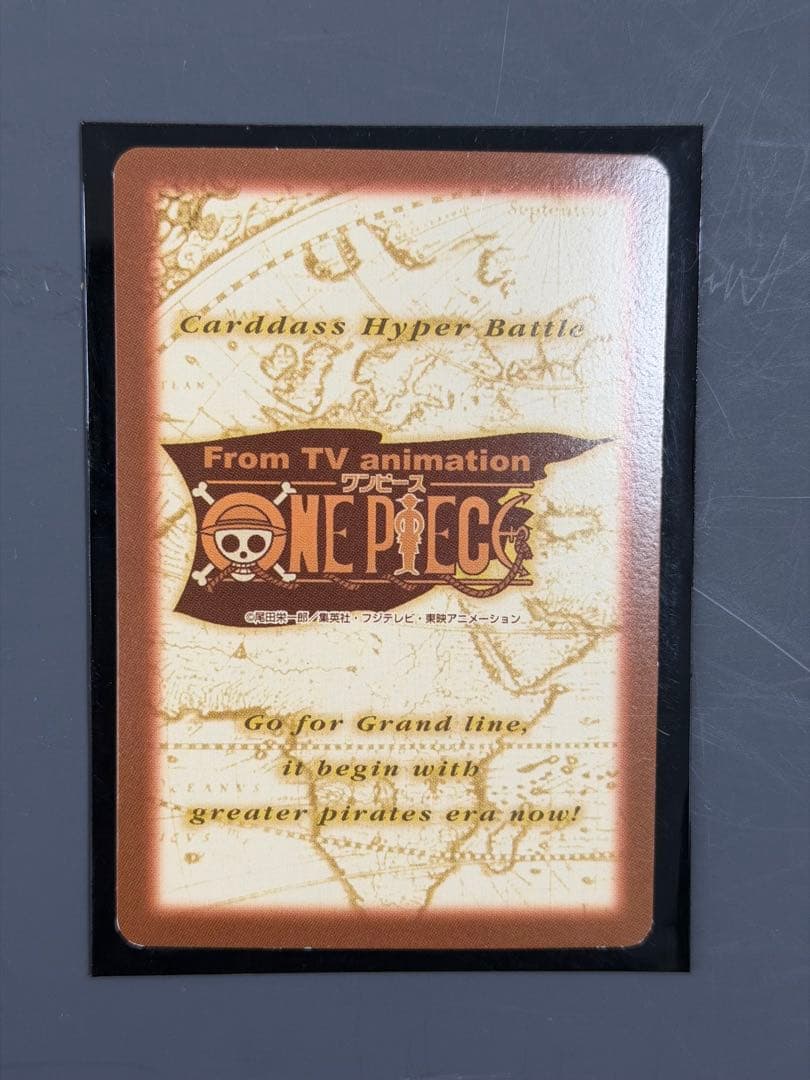 Septentrio
Carddass Hyper Battle
From TV animation
ワンピース
ONE PIECE
©尾田栄一郎／集英社・フジテレビ・東映アニメーション
Go for Grand line,
it begin with
greater pirates era now!